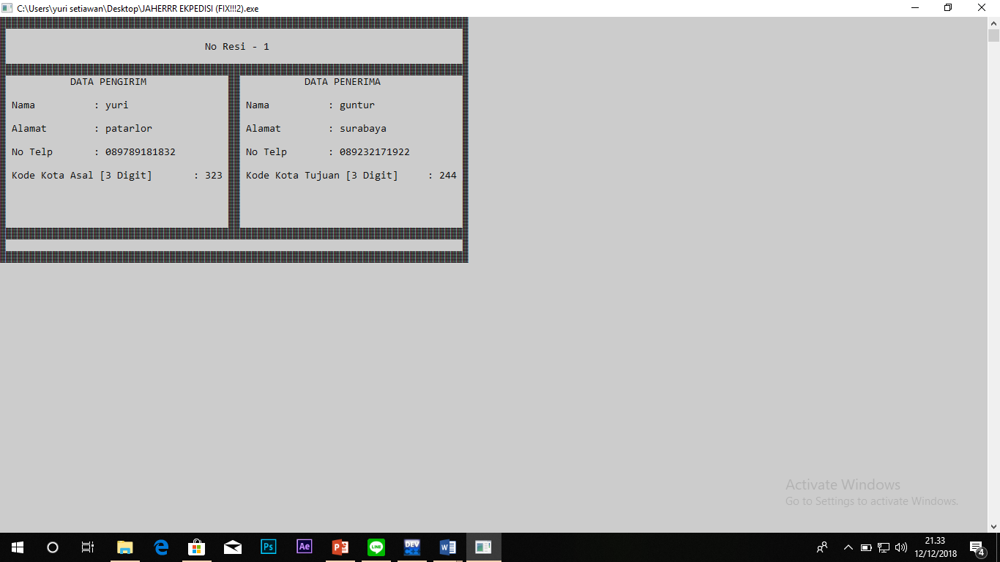 C:\Users\yuri setiawan\Desktop\JAHERRR EKPEDISI (FIX!!!2).exe
No Resi - 1
DATA PENGIRIM
Nama : yuri
Alamat : patarlor
No Telp : 089789181832
Kode Kota Asal [3 Digit] : 323
DATA PENERIMA
Nama : guntur
Alamat : surabaya
No Telp : 089232171922
Kode Kota Tujuan [3 Digit] : 244
Activate Windows
Go to Settings to activate Windows.
Ps
Ae
P
LINE
DEV
C++
W
21.33
12/12/2018
4